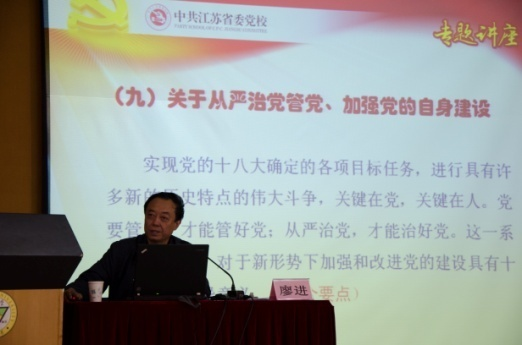 中共江苏省委党校
专题讲座
（九）关于从严治党管党、加强党的自身建设
实现党的十八大确定的各项目标任务，进行具有许
多新的历史特点的伟大斗争，关键在党，关键在人。党
要管 才能管好党；从严治党，才能治好党。这一系
对于新形势下加强和改进党的建设具有十
要点）
廖进